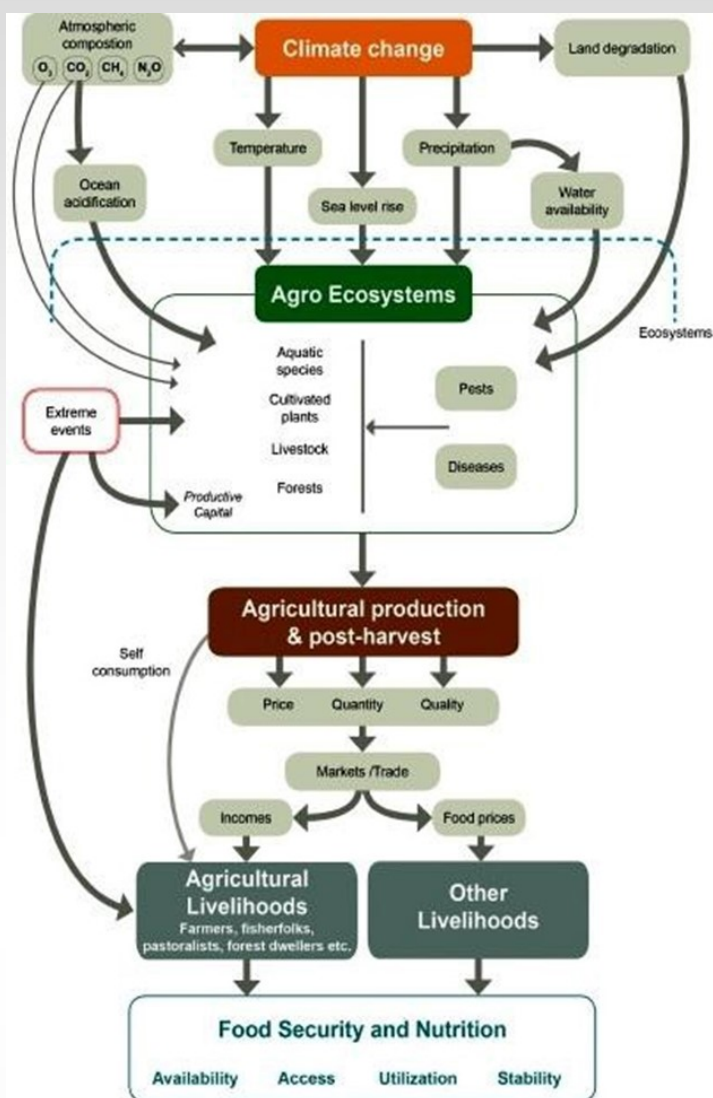 Atmospheric
compostion
O₃ CO₂ CH₄ N₂O
Climate change
Land degradation
Temperature
Precipitation
Ocean
acidification
Sea level rise
Water
availability
Agro Ecosystems
Ecosystems
Aquatic
species
Cultivated
plants
Livestock
Forests
Pests
Diseases
Extreme
events
Productive
Capital
Agricultural production
& post-harvest
Self
consumption
Price Quantity Quality
Markets /Trade
Incomes
Food prices
Agricultural
Livelihoods
Farmers, fisherfolks,
pastoralists, forest dwellers etc.
Other
Livelihoods
Food Security and Nutrition
Availability Access Utilization Stability